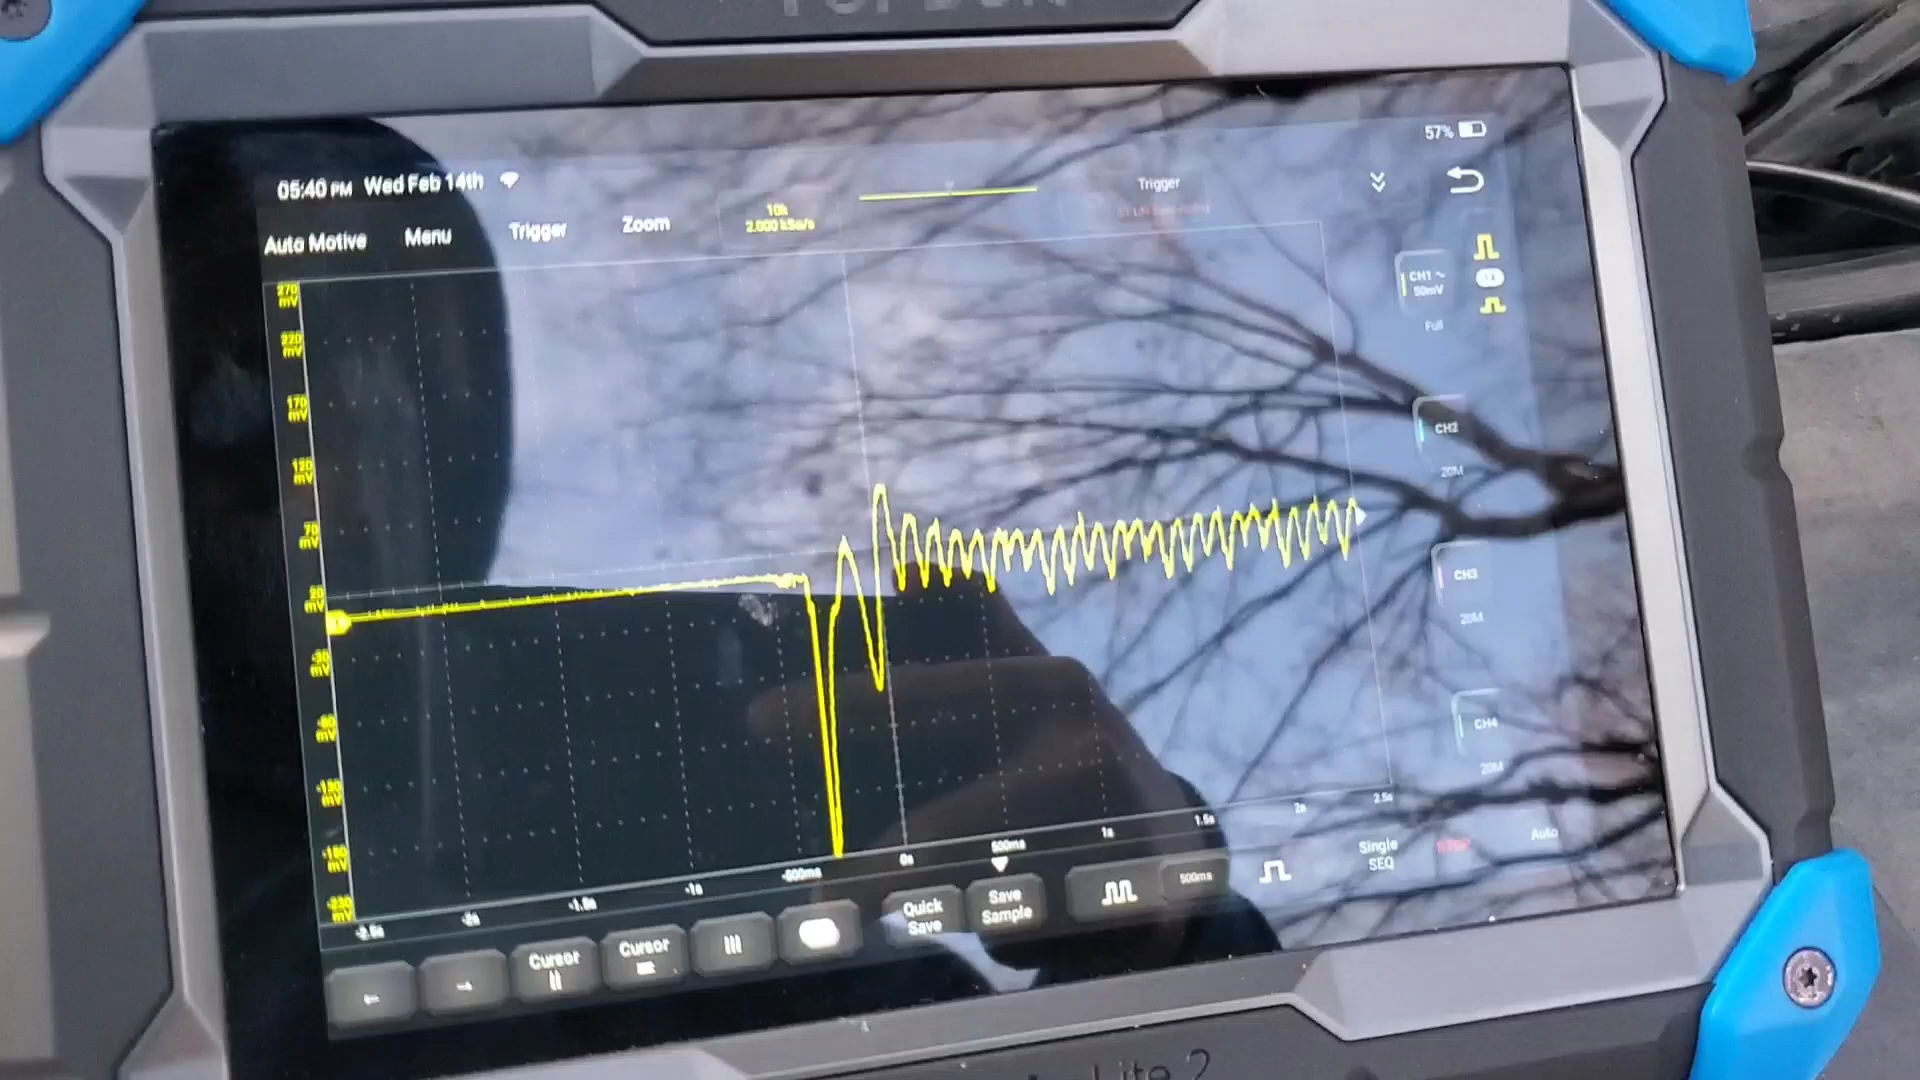 TOPDON
57%
05:40 PM Wed Feb 14th
Trigger
10k
2.000 kSa/s
Auto Motive Menu Trigger Zoom
270 mV
220 mV
170 mV
120 mV
70 mV
20 mV
-30 mV
-80 mV
-130 mV
-180 mV
-230 mV
CH1 ~
50mV
1X
Full
CH2
20M
CH3
20M
CH4
20M
-2.5s -2s -1.5s -1s -500ms 0s 500ms 1s 1.5s 2s 2.5s
← → Cursor Cursor Quick Save Save Sample 500ms Single SEQ STOP Auto
Lite 2